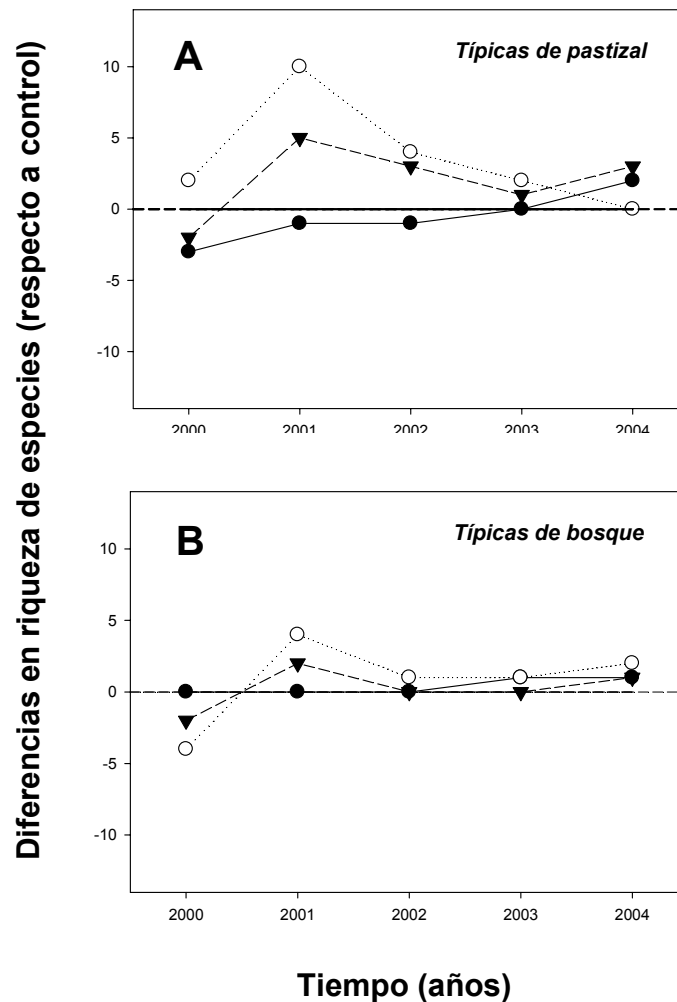 Diferencias en riqueza de especies (respecto a control)
A
Típicas de pastizal
10
5
0
-5
-10
2000 2001 2002 2003 2004
B
Típicas de bosque
10
5
0
-5
-10
2000 2001 2002 2003 2004
Tiempo (años)